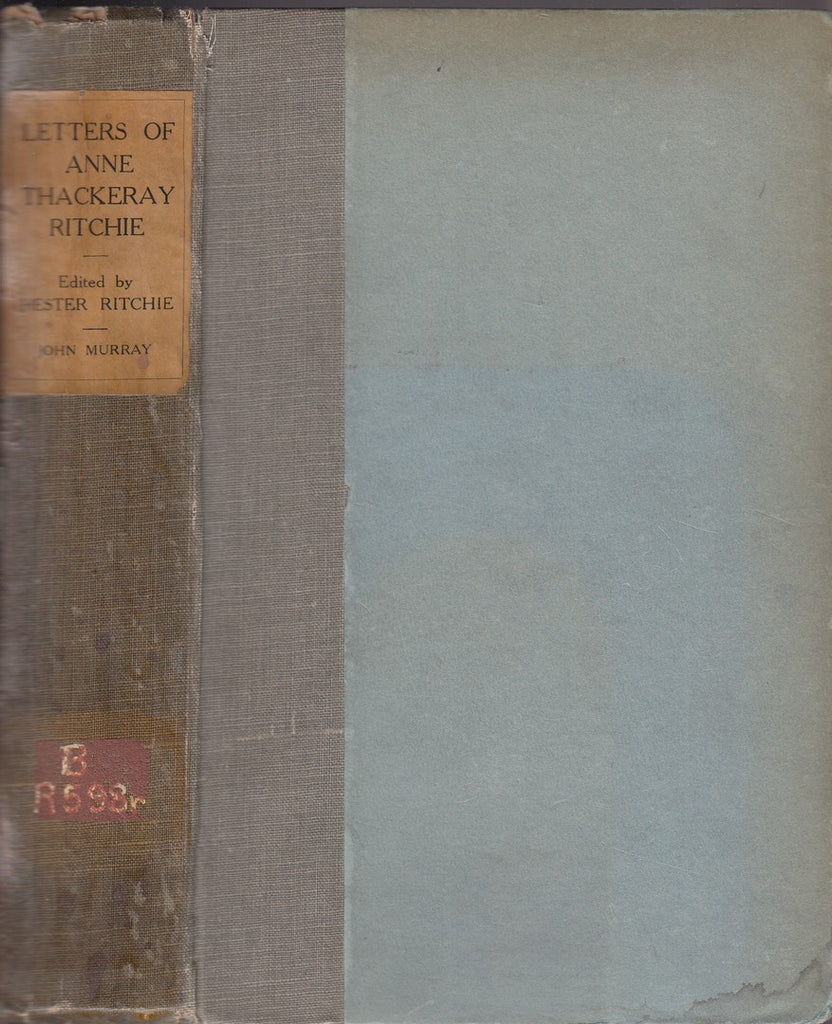 LETTERS OF
ANNE
THACKERAY
RITCHIE
Edited by
HESTER RITCHIE
JOHN MURRAY
B
R598r